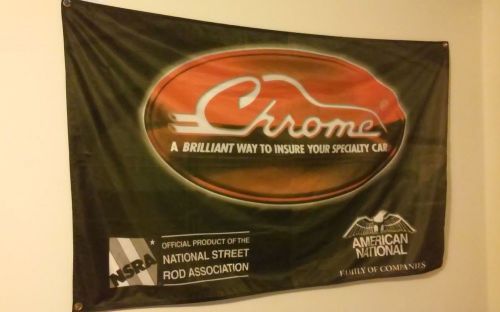 Chrome
A BRILLIANT WAY TO INSURE YOUR SPECIALTY CAR
NSRA
OFFICIAL PRODUCT OF THE
NATIONAL STREET
ROD ASSOCIATION
AMERICAN
NATIONAL
FAMILY OF COMPANIES